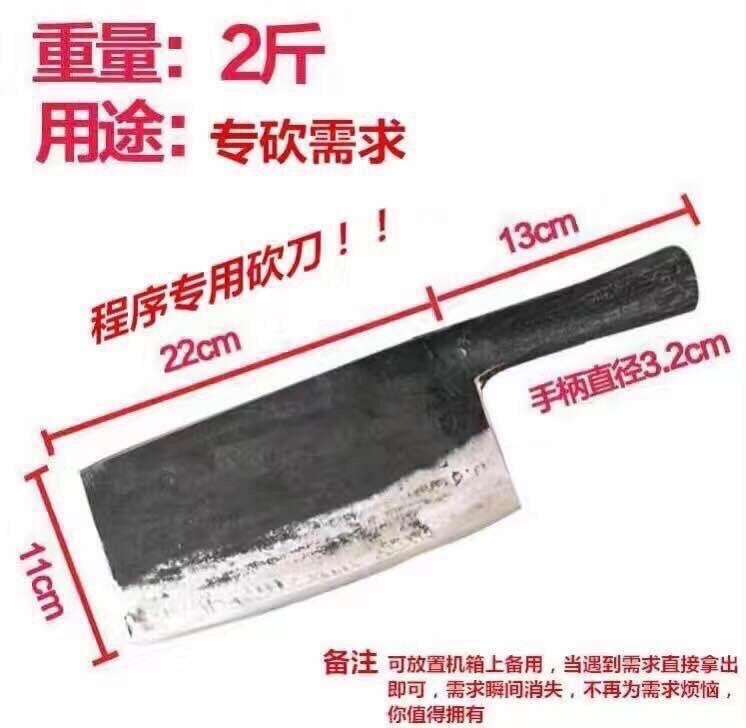 重量：2斤
用途：专砍需求
程序专用砍刀！！
13cm
22cm
手柄直径3.2cm
11cm
备注 可放置机箱上备用，当遇到需求直接拿出
即可，需求瞬间消失，不再为需求烦恼，
你值得拥有